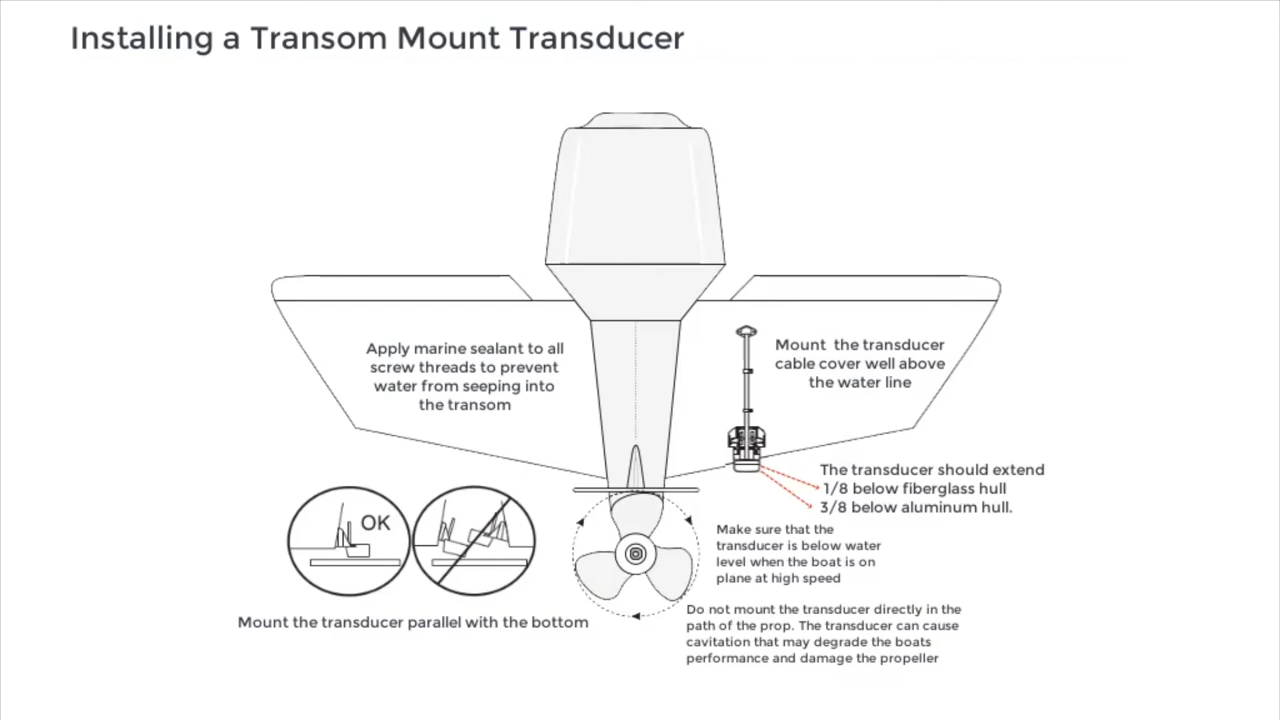 Installing a Transom Mount Transducer
Apply marine sealant to all
screw threads to prevent
water from seeping into
the transom
Mount the transducer
cable cover well above
the water line
The transducer should extend
1/8 below fiberglass hull
3/8 below aluminum hull.
OK
Mount the transducer parallel with the bottom
Make sure that the
transducer is below water
level when the boat is on
plane at high speed
Do not mount the transducer directly in the
path of the prop. The transducer can cause
cavitation that may degrade the boats
performance and damage the propeller